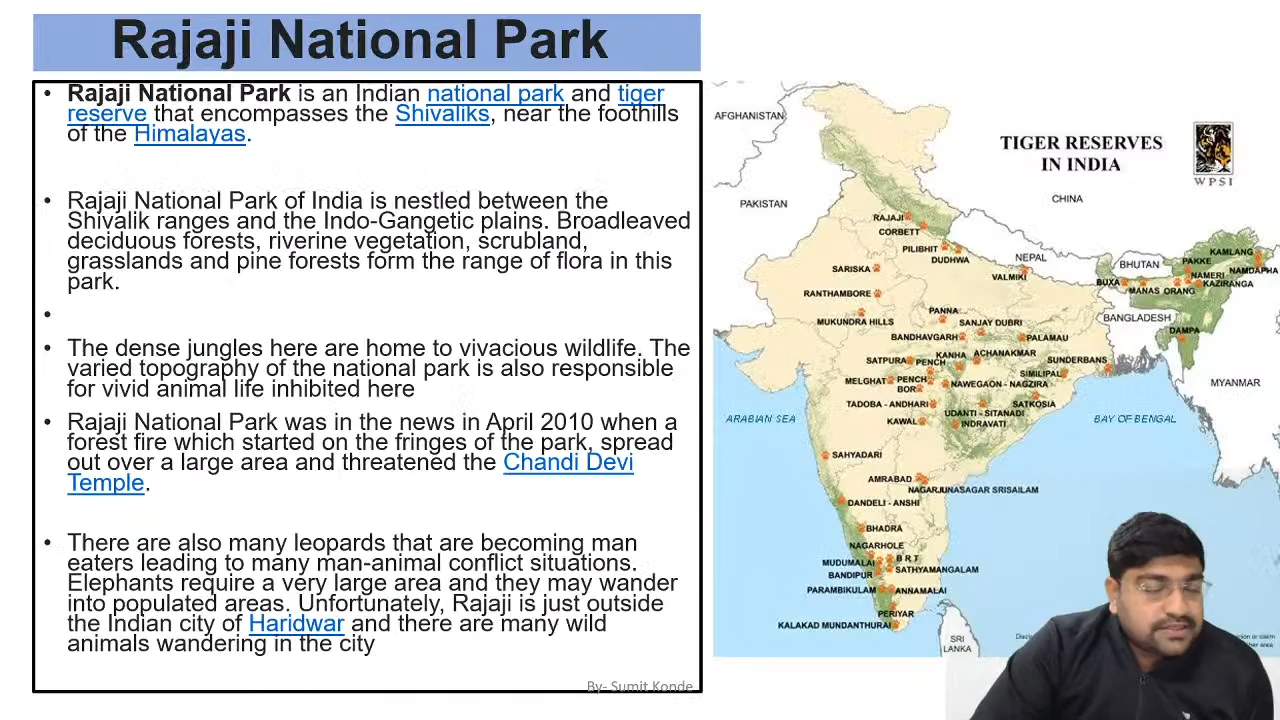 Rajaji National Park
• Rajaji National Park is an Indian national park and tiger
reserve that encompasses the Shivaliks, near the foothills
of the Himalayas.
• Rajaji National Park of India is nestled between the
Shivalik ranges and the Indo-Gangetic plains. Broadleaved
deciduous forests, riverine vegetation, scrubland,
grasslands and pine forests form the range of flora in this
park.
•
• The dense jungles here are home to vivacious wildlife. The
varied topography of the national park is also responsible
for vivid animal life inhibited here
• Rajaji National Park was in the news in April 2010 when a
forest fire which started on the fringes of the park, spread
out over a large area and threatened the Chandi Devi
Temple.
• There are also many leopards that are becoming man
eaters leading to many man-animal conflict situations.
Elephants require a very large area and they may wander
into populated areas. Unfortunately, Rajaji is just outside
the Indian city of Haridwar and there are many wild
animals wandering in the city
By- Sumit Konde
TIGER RESERVES
IN INDIA
WPSI
AFGHANISTAN
PAKISTAN
CHINA
RAJAJI
CORBETT
PILIBHIT
DUDHWA
NEPAL
VALMIKI
BHUTAN
KAMLANG
PAKKE
NAMDAPHA
NAMERI
BUXA
MANAS
ORANG
KAZIRANGA
SARISKA
RANTHAMBORE
MUKUNDRA HILLS
PANNA
SANJAY DUBRI
BANDHAVGARH
PALAMAU
BANGLADESH
DAMPA
SATPURA
PENCH
KANHA
ACHANAKMAR
SUNDERBANS
SIMILIPAL
MELGHAT
PENCH
BOR
NAWEGAON - NAGZIRA
MYANMAR
TADOBA - ANDHARI
SATKOSIA
UDANTI - SITANADI
KAWAL
INDRAVATI
ARABIAN SEA
BAY OF BENGAL
SAHYADARI
AMRABAD
NAGARJUNASAGAR SRISAILAM
DANDELI - ANSHI
BHADRA
NAGARHOLE
B R T
MUDUMALAI
SATHYAMANGALAM
BANDIPUR
PARAMBIKULAM
ANNAMALAI
PERIYAR
KALAKAD MUNDANTHURAI
SRI
LANKA